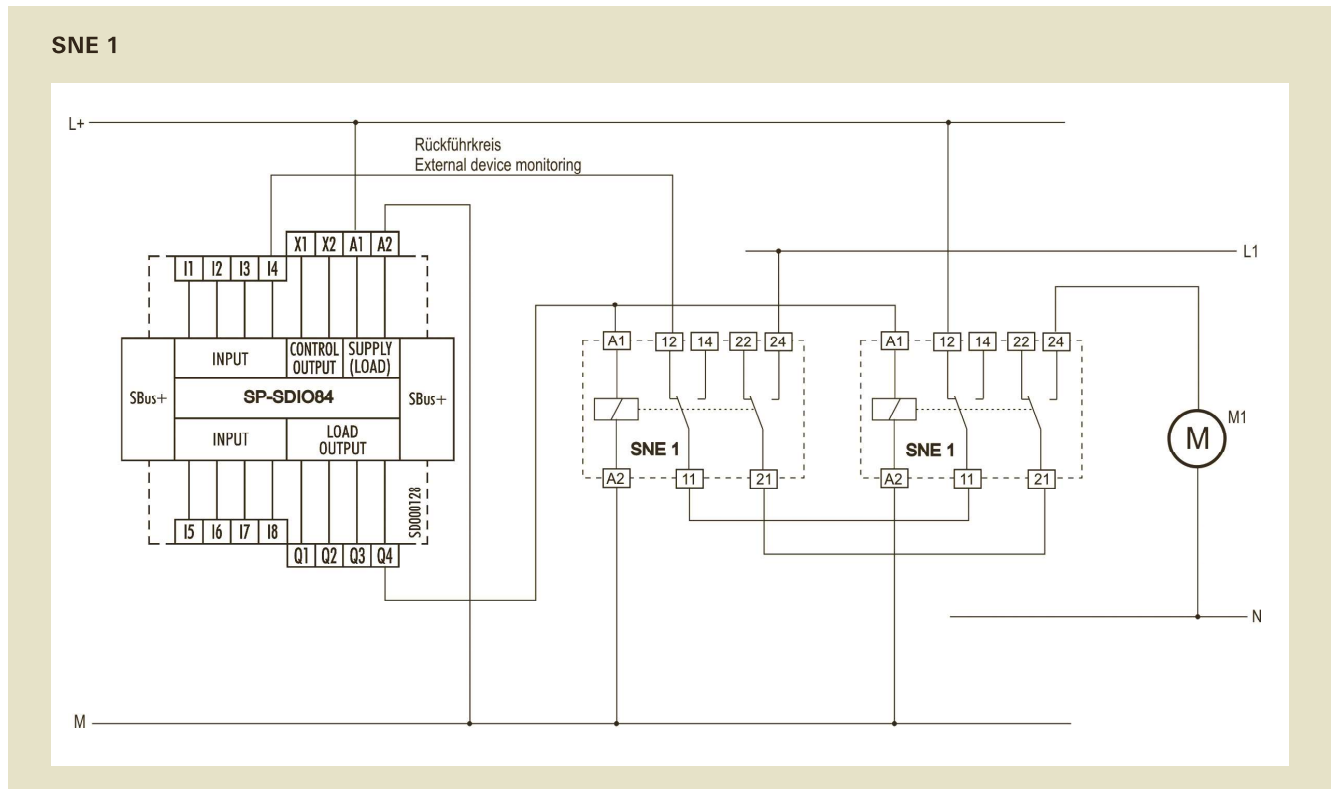 SNE 1
L+
Rückführkreis
External device monitoring
X1 X2 A1 A2
I1 I2 I3 I4
L1
A1 12 14 22 24
A1 12 14 22 24
INPUT
CONTROL OUTPUT
SUPPLY (LOAD)
SBus+
SP-SDIO84
SBus+
INPUT
LOAD OUTPUT
SNE 1
SNE 1
M
M1
A2 11 21
A2 11 21
SD000128
I5 I6 I7 I8
Q1 Q2 Q3 Q4
N
M